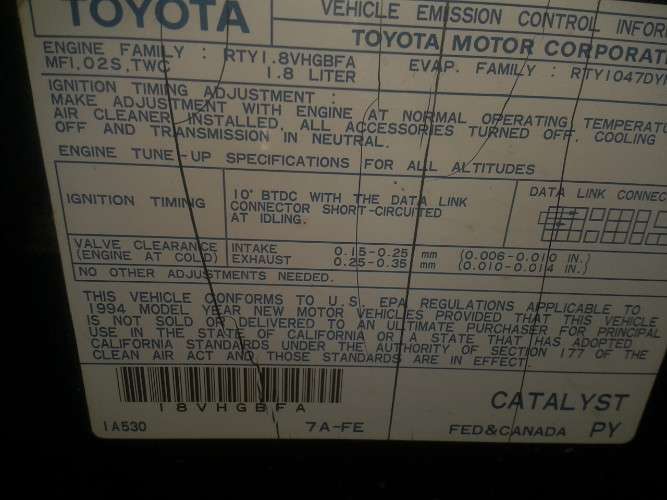 TOYOTA
VEHICLE EMISSION CONTROL INFOR
TOYOTA MOTOR CORPORAT
ENGINE FAMILY : RTY1.8VHGBFA
EVAP. FAMILY : RTY1047DY
MF1.02S,TWC
1.8 LITER
IGNITION TIMING ADJUSTMENT :
MAKE ADJUSTMENT WITH ENGINE AT NORMAL OPERATING TEMPERATU
AIR CLEANER INSTALLED, ALL ACCESSORIES TURNED OFF, COOLING
OFF AND TRANSMISSION IN NEUTRAL.
ENGINE TUNE-UP SPECIFICATIONS FOR ALL ALTITUDES
IGNITION TIMING
10° BTDC WITH THE DATA LINK
CONNECTOR SHORT-CIRCUITED
AT IDLING.
DATA LINK CONNEC
VALVE CLEARANCE
(ENGINE AT COLD)
INTAKE 0.15-0.25 mm (0.006-0.010 IN.)
EXHAUST 0.25-0.35 mm (0.010-0.014 IN.)
NO OTHER ADJUSTMENTS NEEDED.
THIS VEHICLE CONFORMS TO U.S. EPA REGULATIONS APPLICABLE TO
1994 MODEL YEAR NEW MOTOR VEHICLES PROVIDED THAT THIS VEHICLE
IS NOT SOLD OR DELIVERED TO AN ULTIMATE PURCHASER FOR PRINCIPAL
USE IN THE STATE OF CALIFORNIA OR A STATE THAT HAS ADOPTED
CALIFORNIA STANDARDS UNDER THE AUTHORITY OF SECTION 177 OF THE
CLEAN AIR ACT AND THOSE STANDARDS ARE IN EFFECT.
18VHGBFA
CATALYST
1A530
7A-FE
FED&CANADA PY